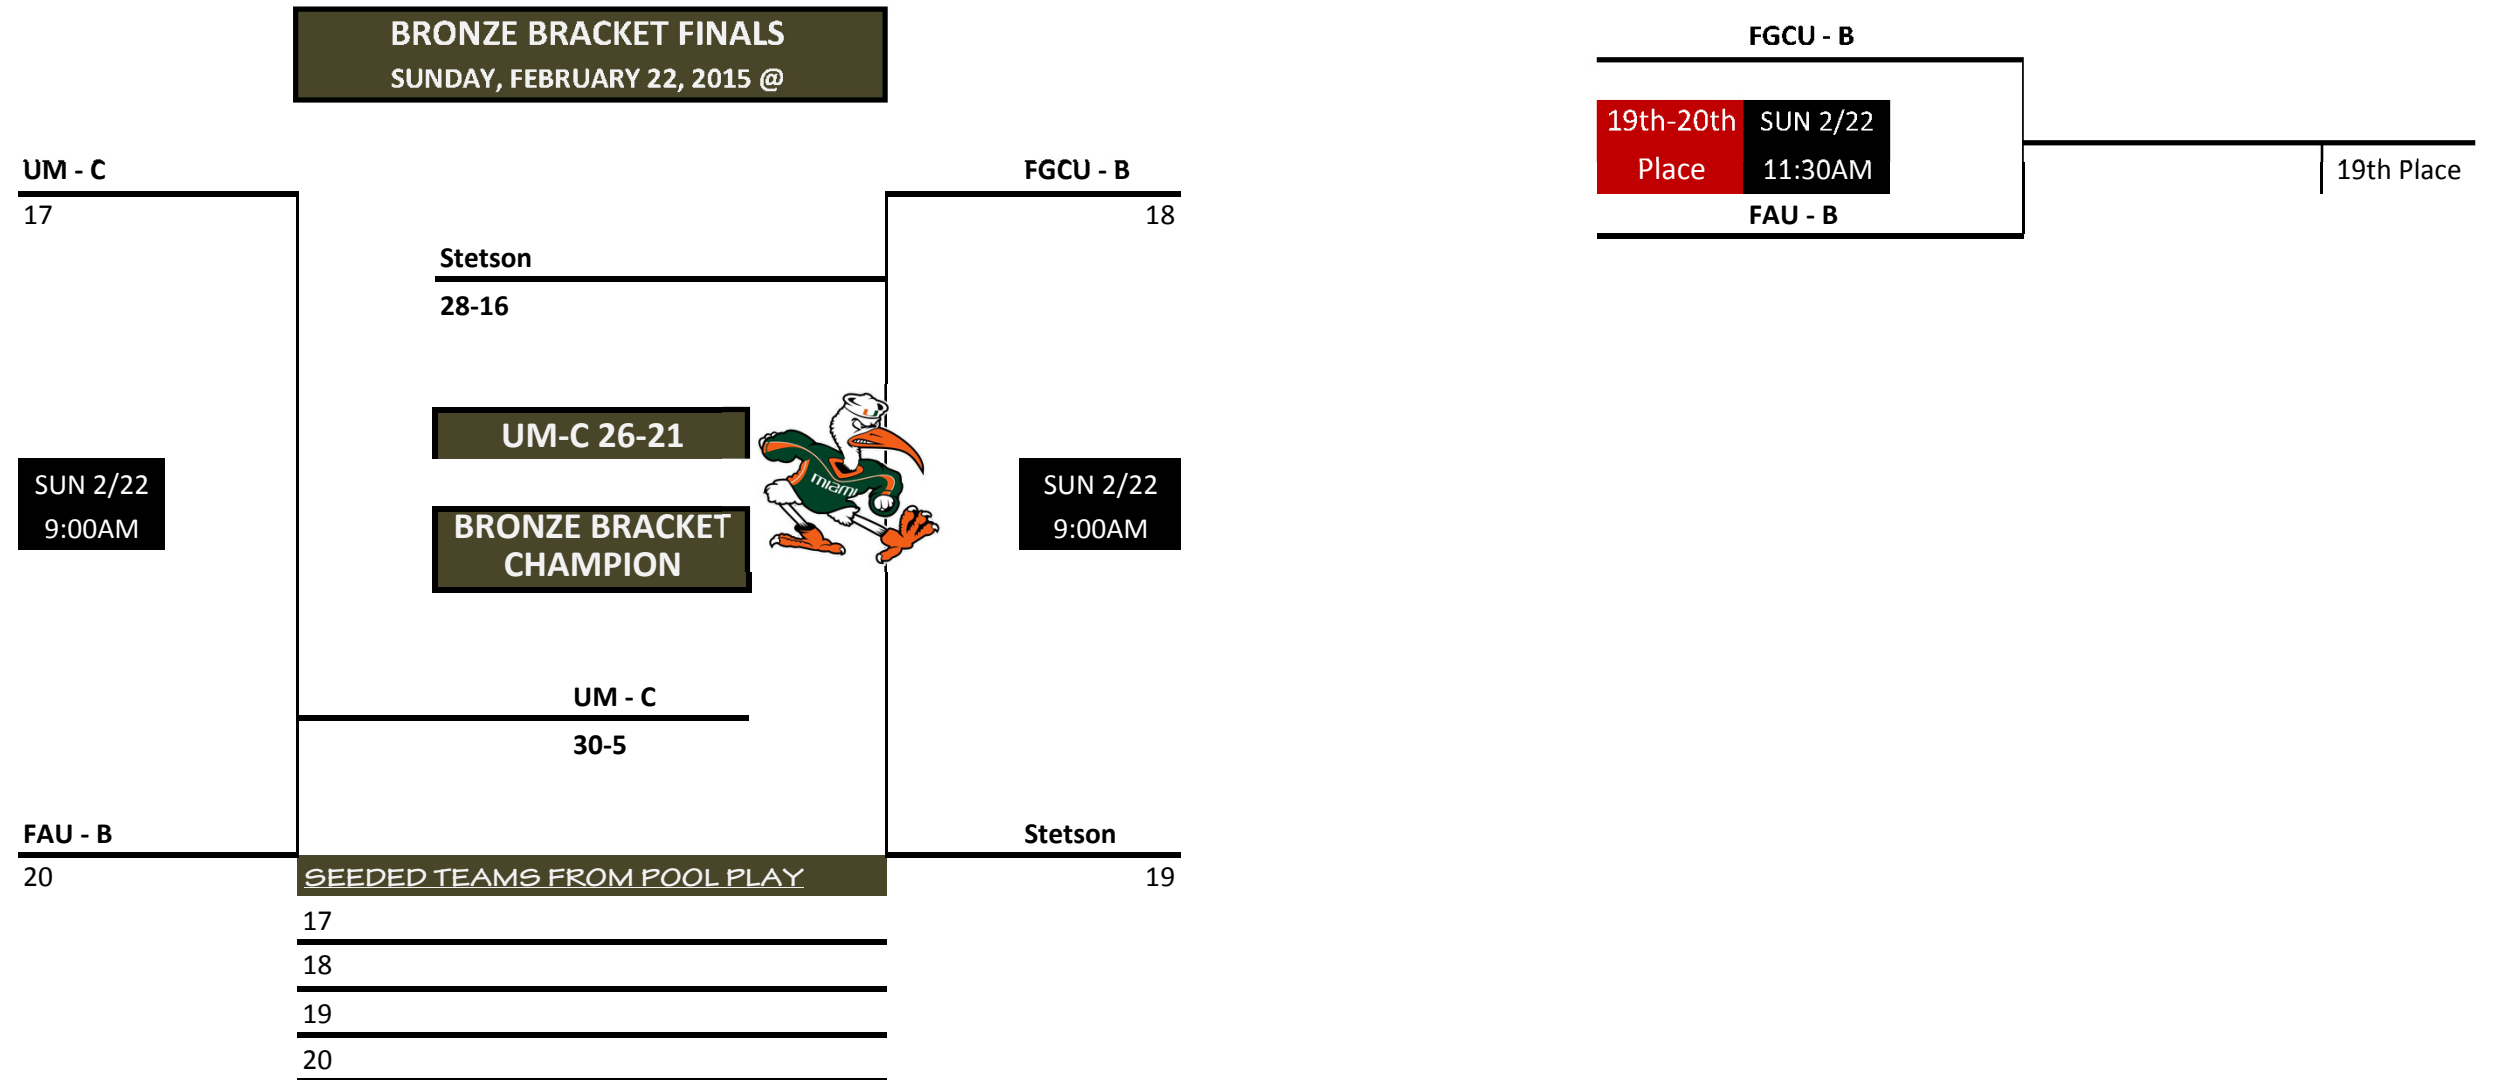 BRONZE BRACKET FINALS
SUNDAY, FEBRUARY 22, 2015 @
UM - C
17
FGCU - B
18
Stetson
28-16
UM-C 26-21
miami
U
SUN 2/22
9:00AM
BRONZE BRACKET
CHAMPION
SUN 2/22
9:00AM
UM - C
30-5
FAU - B
20
Stetson
19
SEEDED TEAMS FROM POOL PLAY
17
18
19
20
FGCU - B
19th-20th
Place
SUN 2/22
11:30AM
FAU - B
19th Place